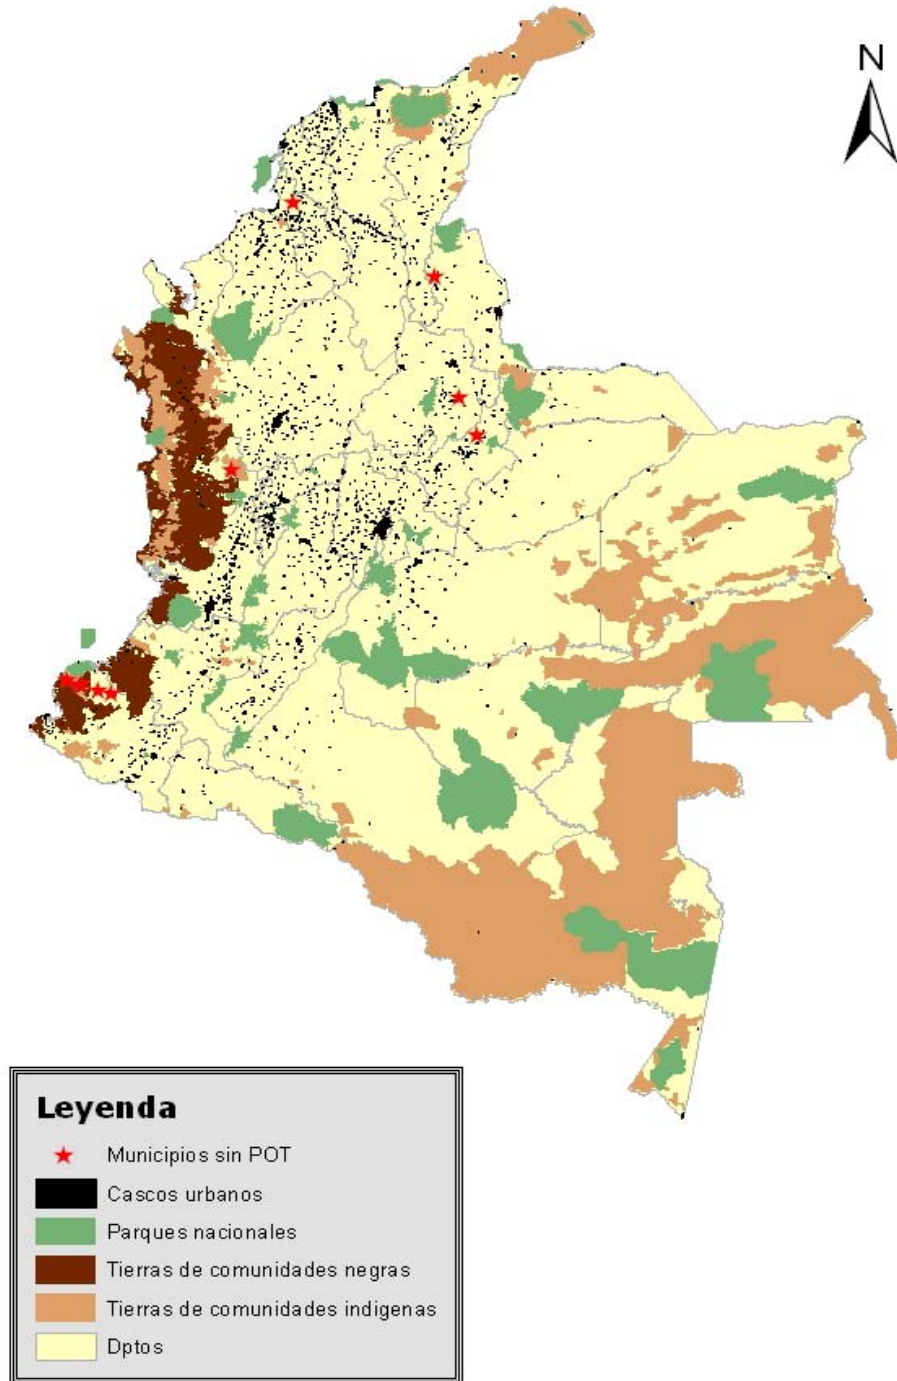 N
Leyenda
Municipios sin POT
Cascos urbanos
Parques nacionales
Tierras de comunidades negras
Tierras de comunidades indigenas
Dptos